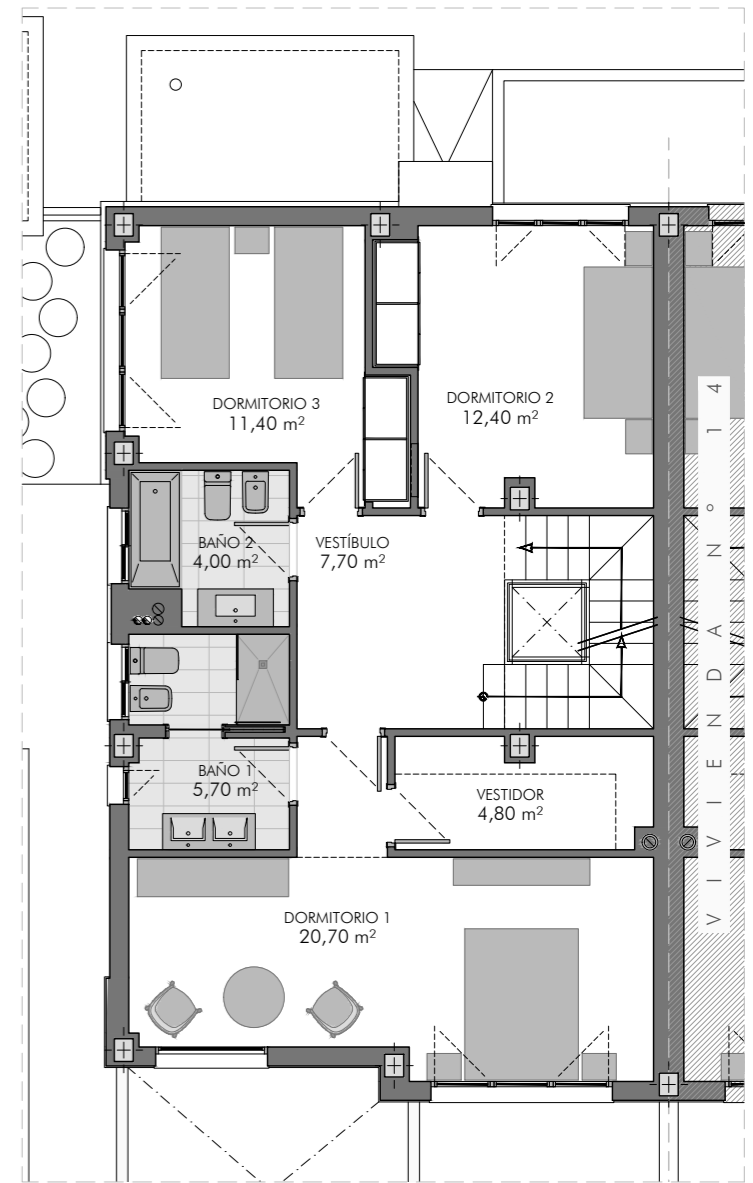 DORMITORIO 3
11,40 m²
DORMITORIO 2
12,40 m²
BAÑO 2
4,00 m²
VESTÍBULO
7,70 m²
BAÑO 1
5,70 m²
VESTIDOR
4,80 m²
DORMITORIO 1
20,70 m²
VIVIENDA Nº 14